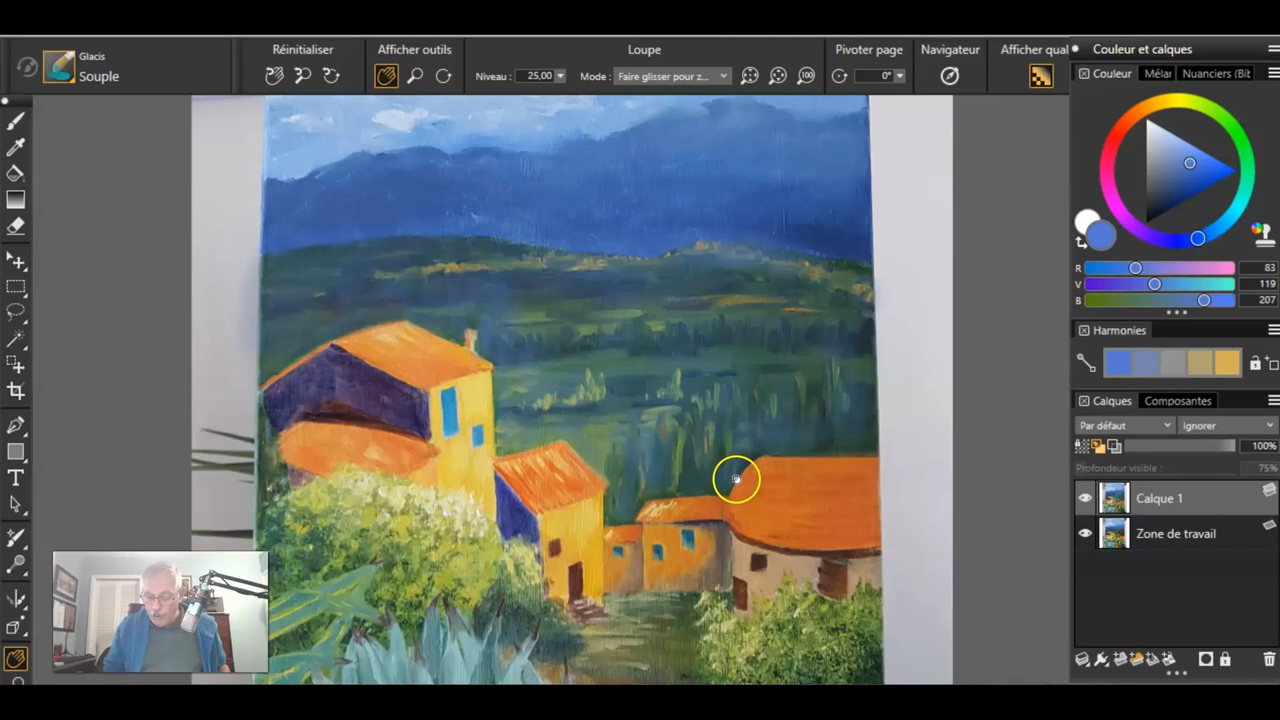 Glacis
Souple
Réinitialiser
Afficher outils
Loupe
Niveau : 25,00
Mode : Faire glisser pour z...
Pivoter page
0°
Navigateur
Afficher qual
Couleur et calques
Couleur
Mélar
Nuanciers (Bit
R 83
V 119
B 207
Harmonies
Calques
Composantes
Par défaut
Ignorer
100%
Profondeur visible : 75%
Calque 1
Zone de travail